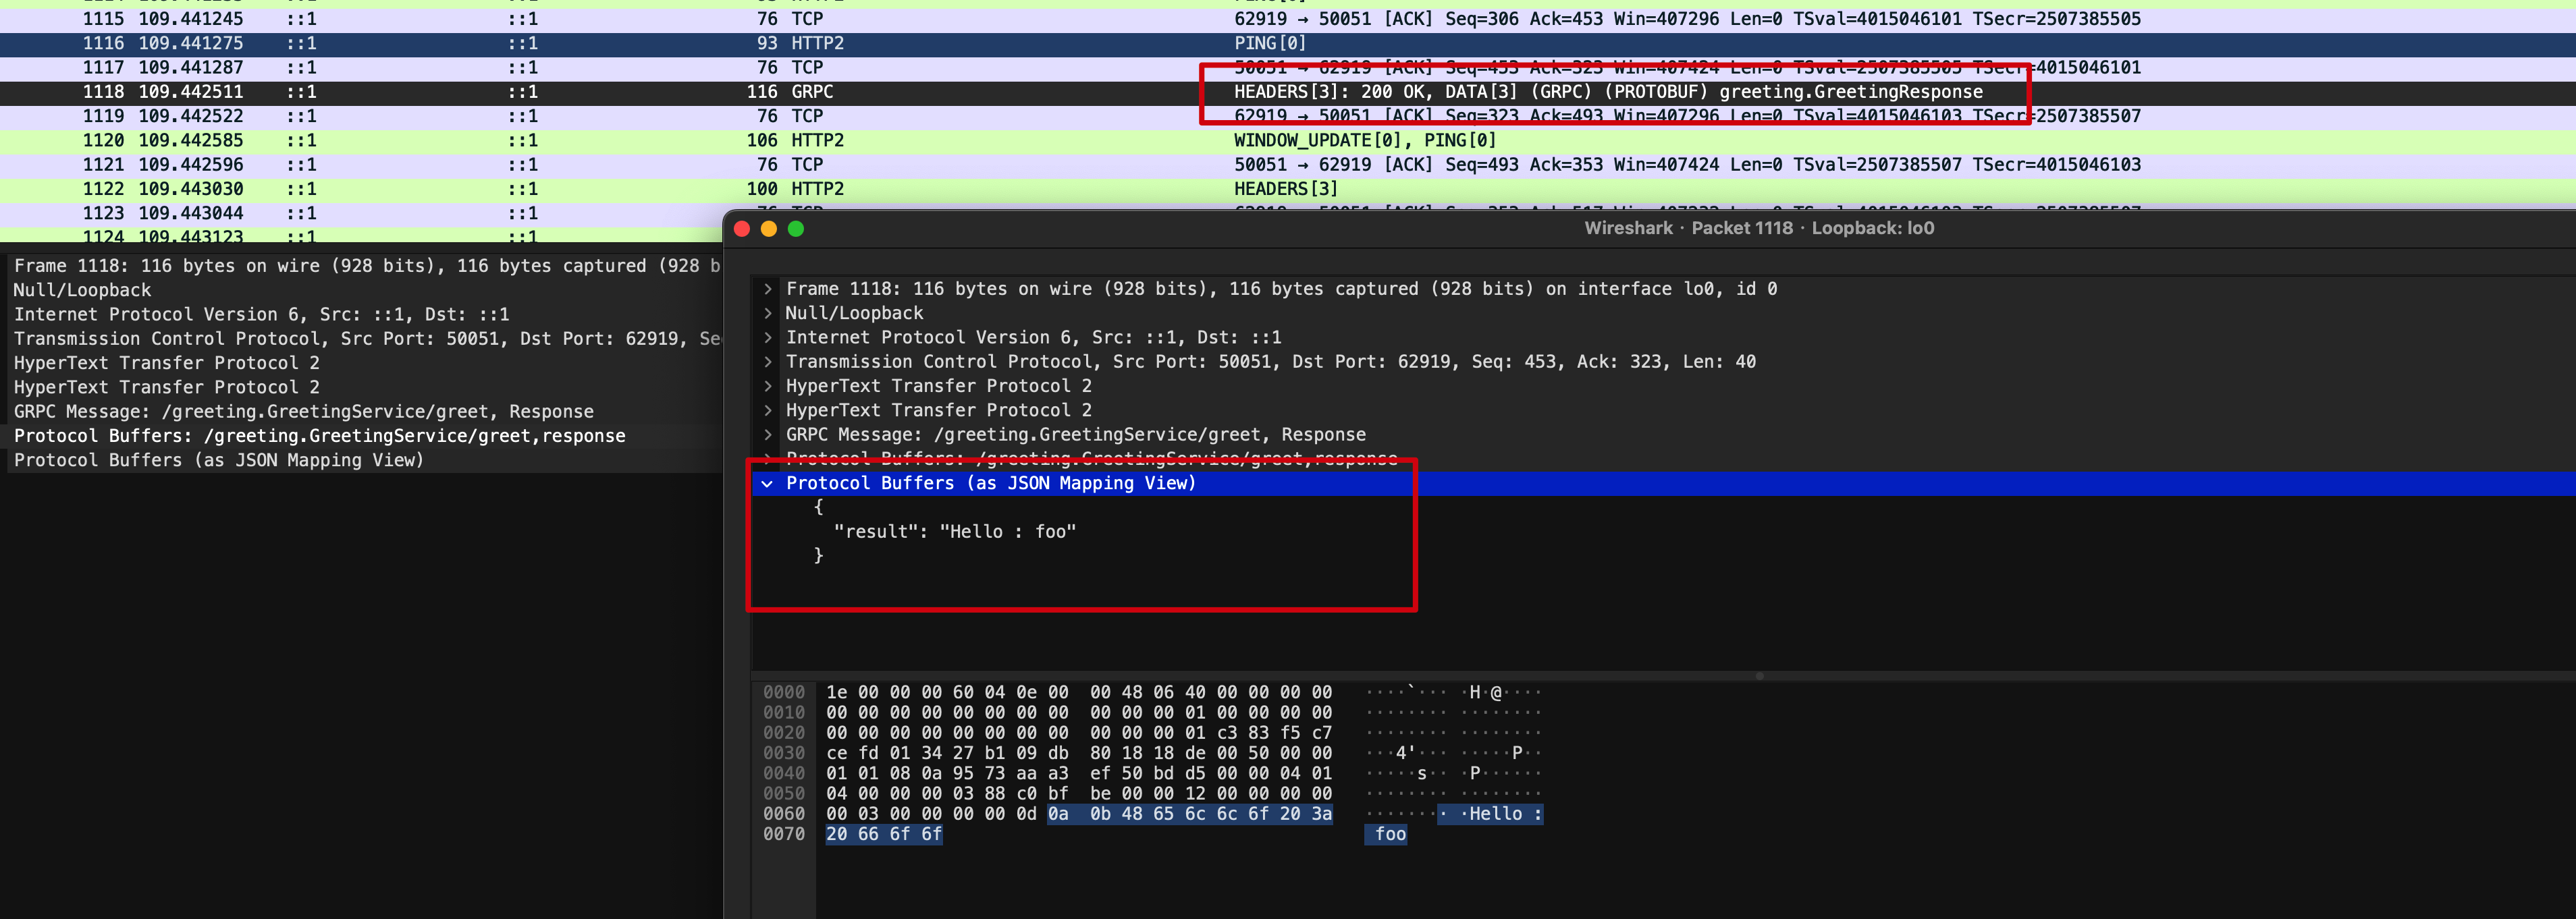 1115 109.441245 ::1 ::1 76 TCP 62919 → 50051 [ACK] Seq=306 Ack=453 Win=407296 Len=0 TSval=4015046101 TSecr=2507385505
1116 109.441275 ::1 ::1 93 HTTP2 PING[0]
1117 109.441287 ::1 ::1 76 TCP 50051 → 62919 [ACK] Seq=453 Ack=323 Win=407424 Len=0 TSval=2507385505 TSecr=4015046101
1118 109.442511 ::1 ::1 116 GRPC HEADERS[3]: 200 OK, DATA[3] (GRPC) (PROTOBUF) greeting.GreetingResponse
1119 109.442522 ::1 ::1 76 TCP 62919 → 50051 [ACK] Seq=323 Ack=493 Win=407296 Len=0 TSval=4015046103 TSecr=2507385507
1120 109.442585 ::1 ::1 106 HTTP2 WINDOW_UPDATE[0], PING[0]
1121 109.442596 ::1 ::1 76 TCP 50051 → 62919 [ACK] Seq=493 Ack=353 Win=407424 Len=0 TSval=2507385507 TSecr=4015046103
1122 109.443030 ::1 ::1 100 HTTP2 HEADERS[3]
1123 109.443044 ::1 ::1
1124 109.443123 ::1 ::1
Frame 1118: 116 bytes on wire (928 bits), 116 bytes captured (928 b
Null/Loopback
Internet Protocol Version 6, Src: ::1, Dst: ::1
Transmission Control Protocol, Src Port: 50051, Dst Port: 62919, Se
HyperText Transfer Protocol 2
HyperText Transfer Protocol 2
GRPC Message: /greeting.GreetingService/greet, Response
Protocol Buffers: /greeting.GreetingService/greet,response
Protocol Buffers (as JSON Mapping View)
Wireshark · Packet 1118 · Loopback: lo0
Frame 1118: 116 bytes on wire (928 bits), 116 bytes captured (928 bits) on interface lo0, id 0
Null/Loopback
Internet Protocol Version 6, Src: ::1, Dst: ::1
Transmission Control Protocol, Src Port: 50051, Dst Port: 62919, Seq: 453, Ack: 323, Len: 40
HyperText Transfer Protocol 2
HyperText Transfer Protocol 2
GRPC Message: /greeting.GreetingService/greet, Response
Protocol Buffers: /greeting.GreetingService/greet,response
Protocol Buffers (as JSON Mapping View)
{
"result": "Hello : foo"
}
0000 1e 00 00 00 60 04 0e 00 00 48 06 40 00 00 00 00 ····`··· ·H·@····
0010 00 00 00 00 00 00 00 00 00 00 00 01 00 00 00 00 ········ ········
0020 00 00 00 00 00 00 00 00 00 00 00 01 c3 83 f5 c7 ········ ········
0030 ce fd 01 34 27 b1 09 db 80 18 18 de 00 50 00 00 ···4'··· ·····P··
0040 01 01 08 0a 95 73 aa a3 ef 50 bd d5 00 00 04 01 ·····s·· ·P······
0050 04 00 00 00 03 88 c0 bf be 00 00 12 00 00 00 00 ········ ········
0060 00 03 00 00 00 00 0d 0a 0b 48 65 6c 6c 6f 20 3a ········ ·Hello :
0070 20 66 6f 6f foo